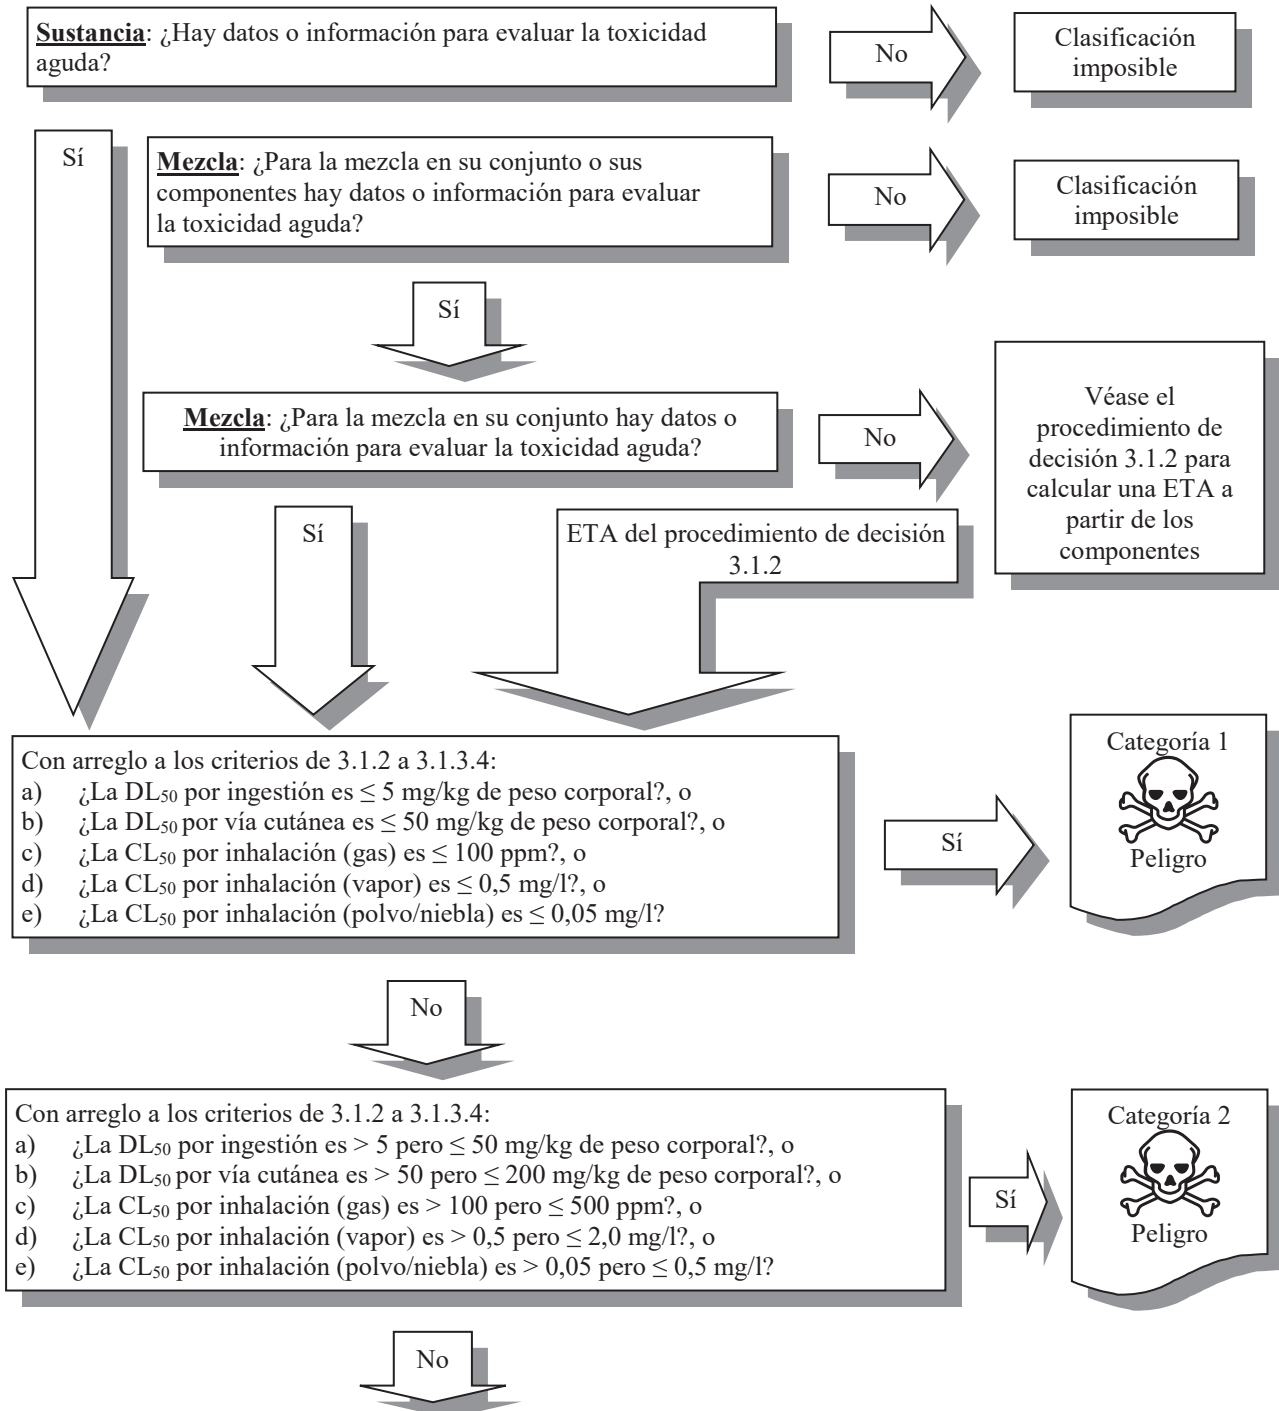 Sustancia: ¿Hay datos o información para evaluar la toxicidad
aguda?
No
Clasificación
imposible
Sí
Mezcla: ¿Para la mezcla en su conjunto o sus
componentes hay datos o información para evaluar
la toxicidad aguda?
No
Clasificación
imposible
Sí
Mezcla: ¿Para la mezcla en su conjunto hay datos o
información para evaluar la toxicidad aguda?
No
Véase el
procedimiento de
decisión 3.1.2 para
calcular una ETA a
partir de los
componentes
Sí
ETA del procedimiento de decisión
3.1.2
Con arreglo a los criterios de 3.1.2 a 3.1.3.4:
a) ¿La DL50 por ingestión es ≤ 5 mg/kg de peso corporal?, o
b) ¿La DL50 por vía cutánea es ≤ 50 mg/kg de peso corporal?, o
c) ¿La CL50 por inhalación (gas) es ≤ 100 ppm?, o
d) ¿La CL50 por inhalación (vapor) es ≤ 0,5 mg/l?, o
e) ¿La CL50 por inhalación (polvo/niebla) es ≤ 0,05 mg/l?
Sí
Categoría 1
Peligro
No
Con arreglo a los criterios de 3.1.2 a 3.1.3.4:
a) ¿La DL50 por ingestión es > 5 pero ≤ 50 mg/kg de peso corporal?, o
b) ¿La DL50 por vía cutánea es > 50 pero ≤ 200 mg/kg de peso corporal?, o
c) ¿La CL50 por inhalación (gas) es > 100 pero ≤ 500 ppm?, o
d) ¿La CL50 por inhalación (vapor) es > 0,5 pero ≤ 2,0 mg/l?, o
e) ¿La CL50 por inhalación (polvo/niebla) es > 0,05 pero ≤ 0,5 mg/l?
Sí
Categoría 2
Peligro
No